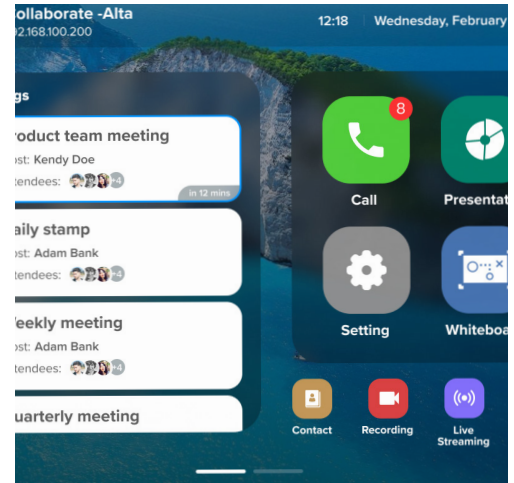 ollaborate -Alta
02.168.100.200
12:18
Wednesday, February
gs
roduct team meeting
ost: Kendy Doe
tendees:
+4
in 12 mins
aily stamp
ost: Adam Bank
tendees:
+4
eekly meeting
ost: Adam Bank
tendees:
+4
uarterly meeting
8
Call
Presentat
Setting
Whiteboa
Contact
Recording
Live
Streaming